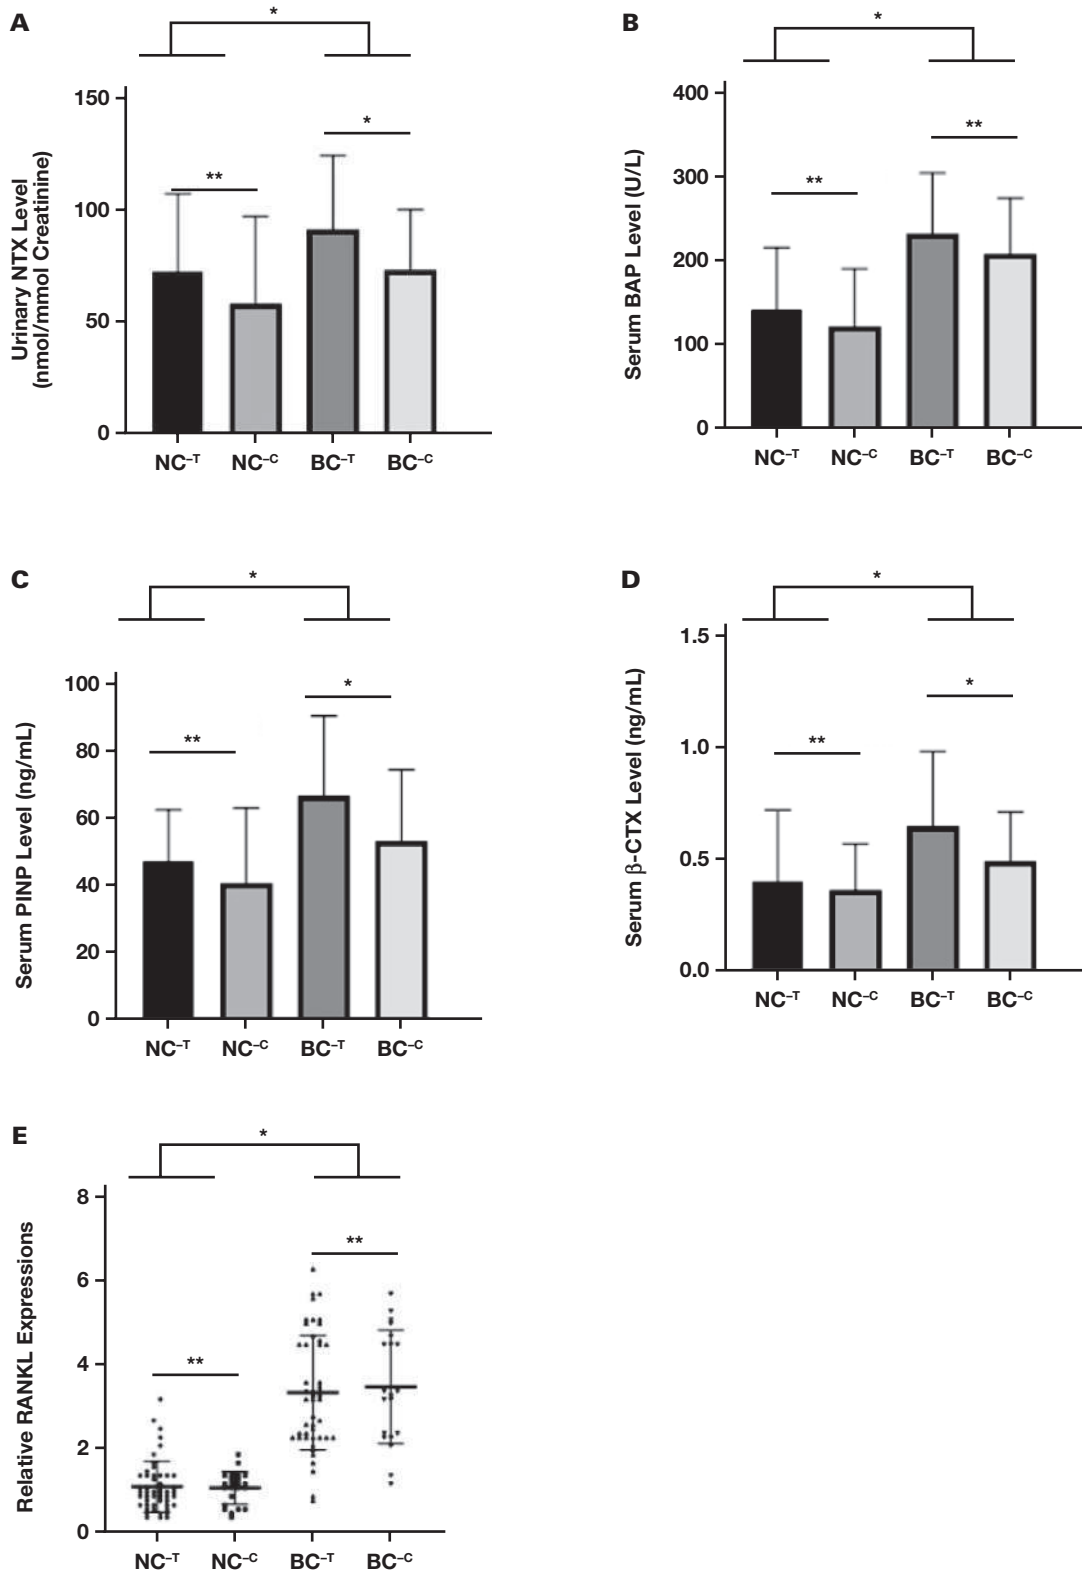 A
*
150
**
*
100
50
0
Urinary NTX Level
(nmol/mmol Creatinine)
NC⁻ᵀ NC⁻ᶜ BC⁻ᵀ BC⁻ᶜ
B
*
400
**
**
300
200
100
0
Serum BAP Level (U/L)
NC⁻ᵀ NC⁻ᶜ BC⁻ᵀ BC⁻ᶜ
C
*
100
*
**
80
60
40
20
0
Serum PINP Level (ng/mL)
NC⁻ᵀ NC⁻ᶜ BC⁻ᵀ BC⁻ᶜ
D
*
1.5
*
**
1.0
0.5
0.0
Serum β-CTX Level (ng/mL)
NC⁻ᵀ NC⁻ᶜ BC⁻ᵀ BC⁻ᶜ
E
*
8
**
6
**
4
2
0
Relative RANKL Expressions
NC⁻ᵀ NC⁻ᶜ BC⁻ᵀ BC⁻ᶜ